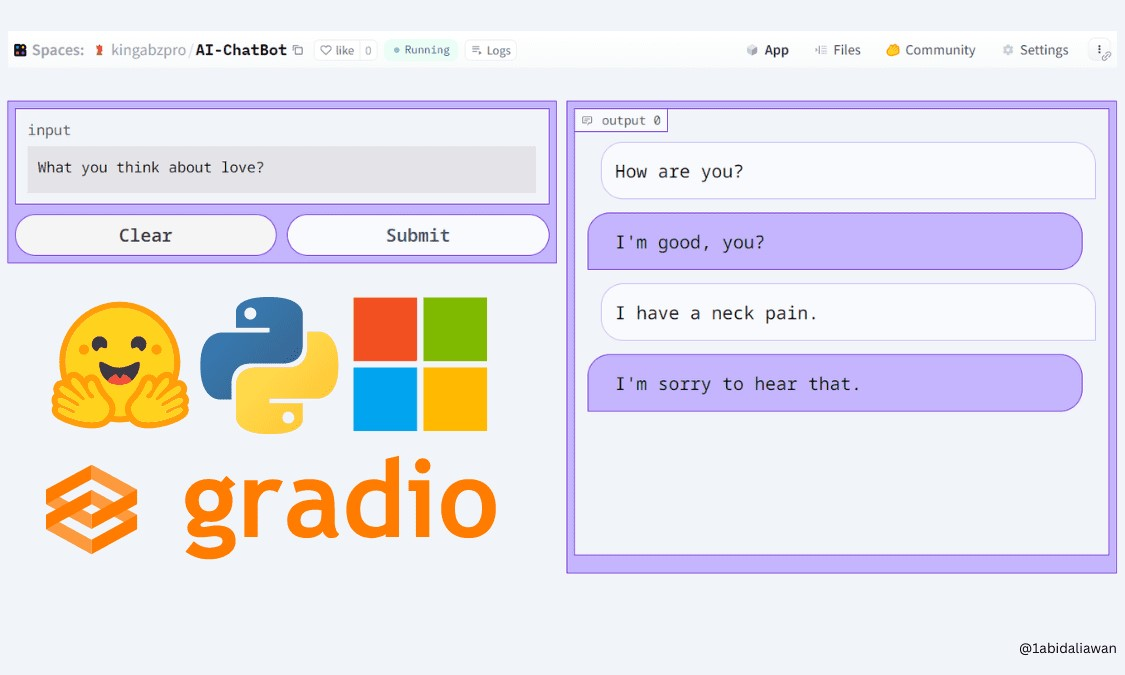 Spaces: kingabzpro/AI-ChatBot like 0 Running Logs App Files Community Settings
input
What you think about love?
Clear Submit
output 0
How are you?
I'm good, you?
I have a neck pain.
I'm sorry to hear that.
gradio
@1abidaliawan